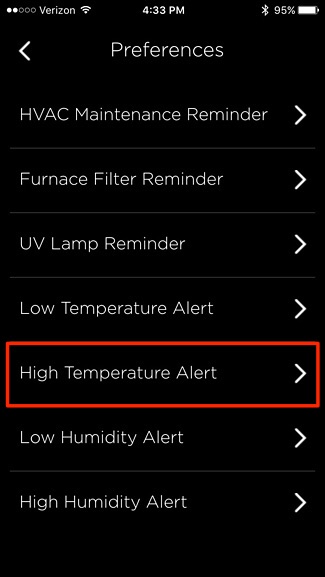 Verizon 4:33 PM 95%
Preferences
HVAC Maintenance Reminder
Furnace Filter Reminder
UV Lamp Reminder
Low Temperature Alert
High Temperature Alert
Low Humidity Alert
High Humidity Alert